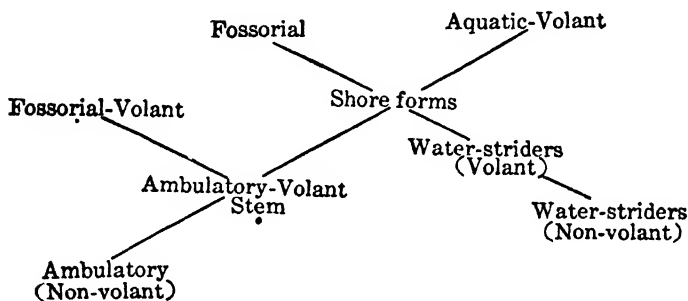 Fossorial
Aquatic-Volant
Shore forms
Fossorial-Volant
Water-striders
(Volant)
Ambulatory-Volant
Stem
Water-striders
(Non-volant)
Ambulatory
(Non-volant)